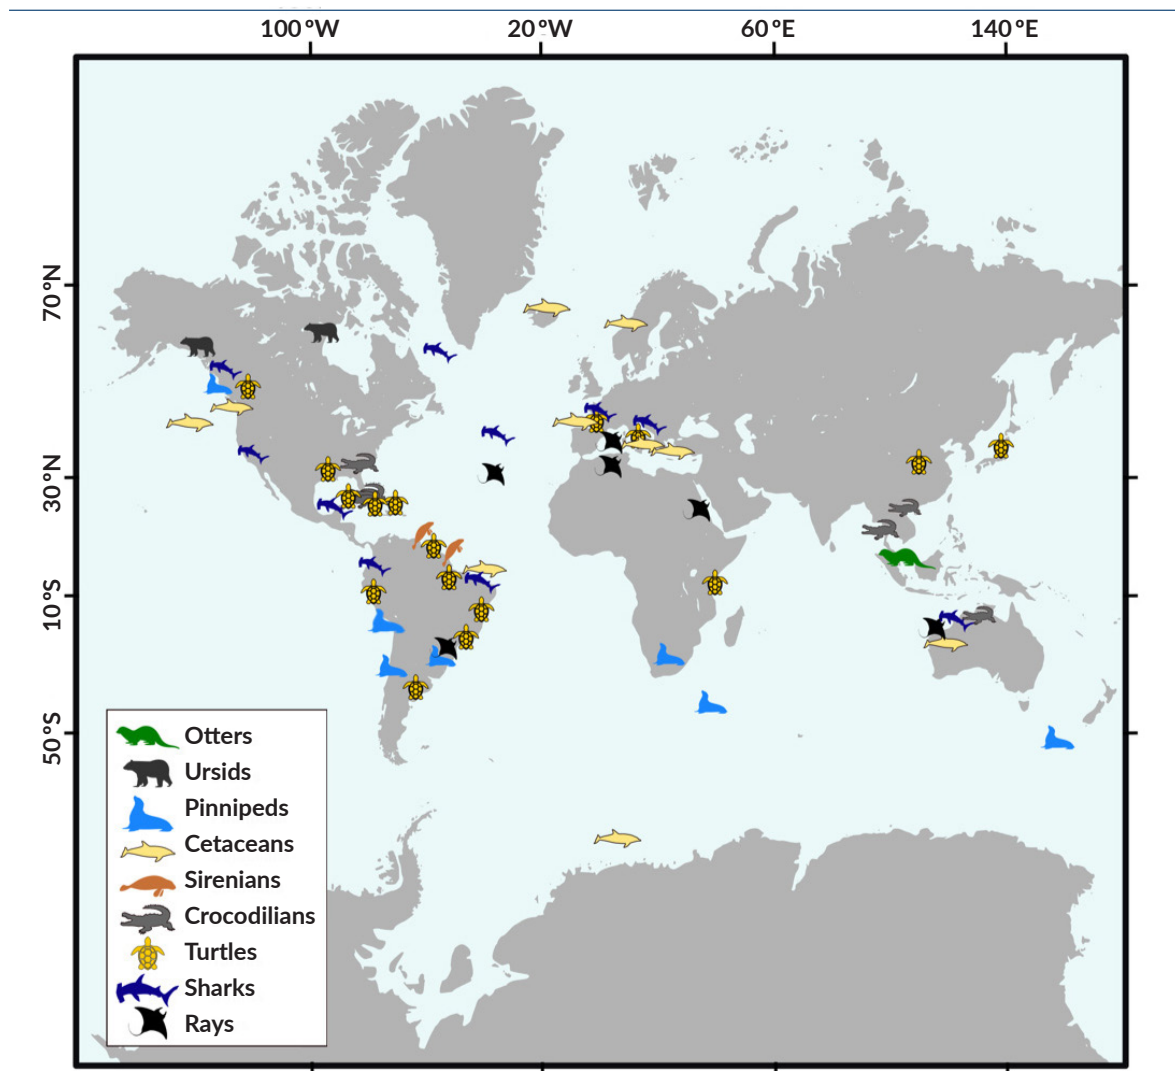 100°W 20°W 60°E 140°E
70°N
30°N
10°S
50°S
Otters
Ursids
Pinnipeds
Cetaceans
Sirenians
Crocodilians
Turtles
Sharks
Rays